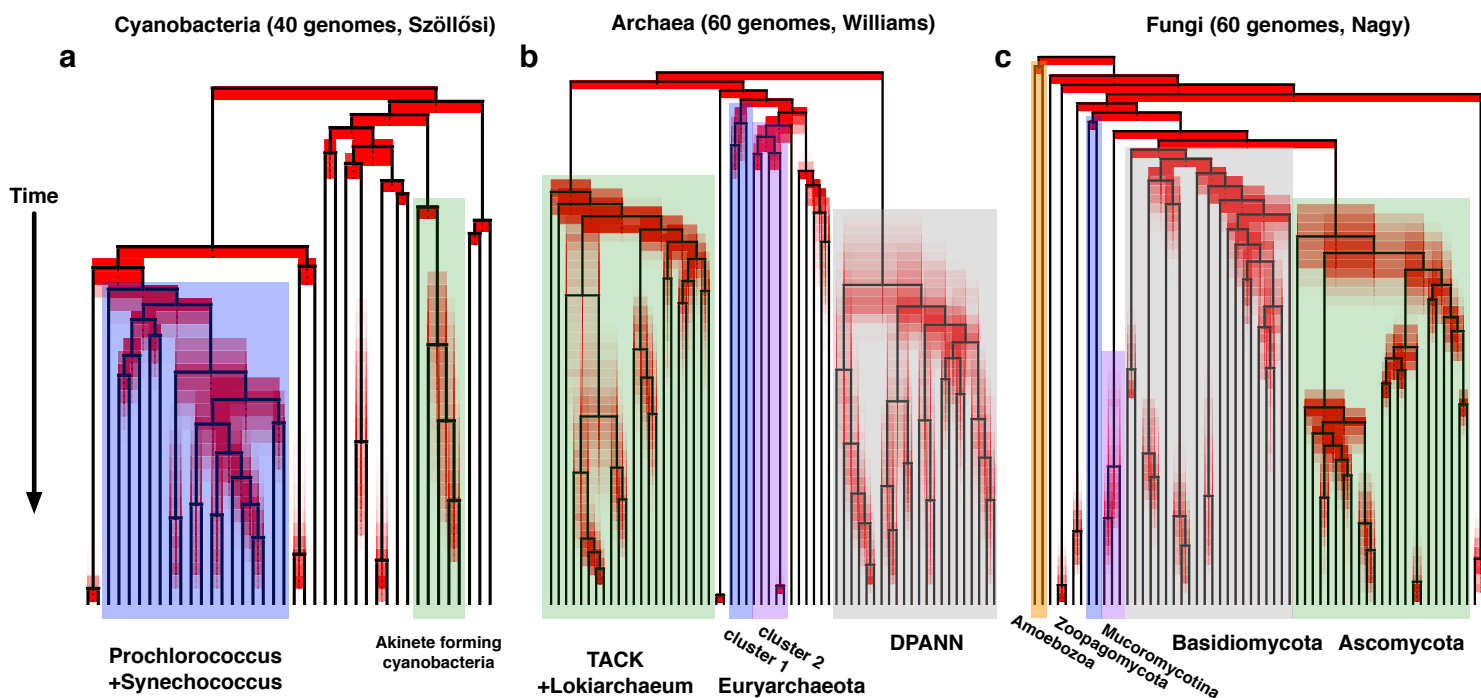 Cyanobacteria (40 genomes, Szöllősi)
Archaea (60 genomes, Williams)
Fungi (60 genomes, Nagy)
a
b
c
Time
Prochlorococcus
+Synechococcus
Akinete forming
cyanobacteria
TACK
+Lokiarchaeum
cluster 1
cluster 2
Euryarchaeota
DPANN
Amoebozoa
Zoopagomycota
Mucoromycotina
Basidiomycota
Ascomycota